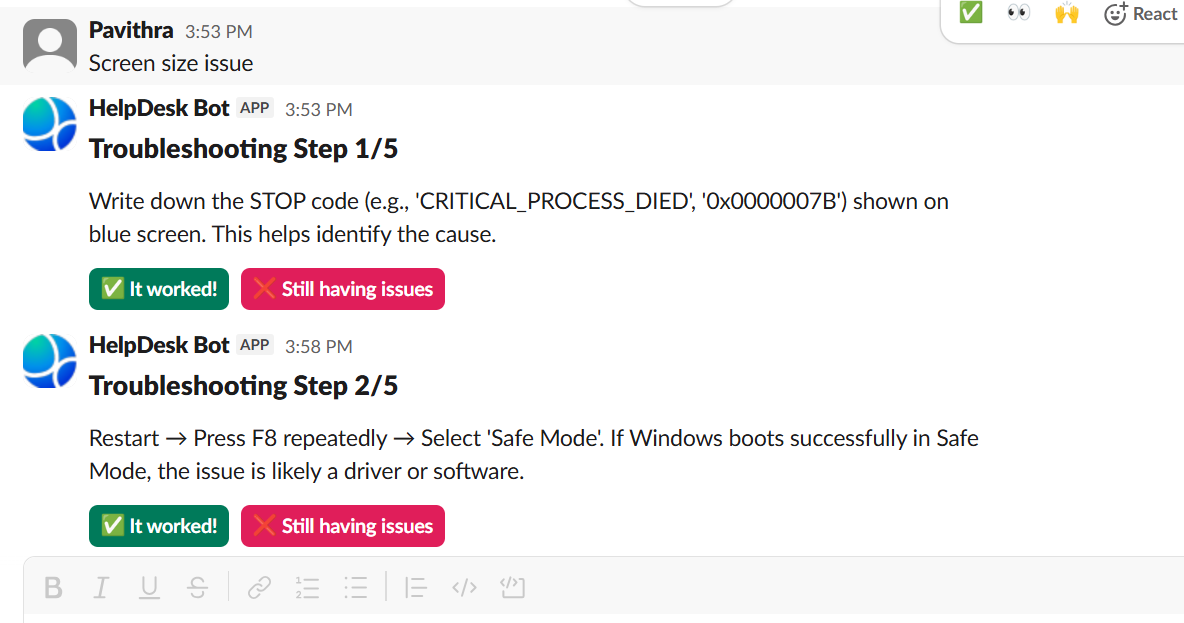 Pavithra 3:53 PM
React
Screen size issue
HelpDesk Bot APP 3:53 PM
Troubleshooting Step 1/5
Write down the STOP code (e.g., 'CRITICAL_PROCESS_DIED', '0x0000007B') shown on
blue screen. This helps identify the cause.
✅ It worked! ❌ Still having issues
HelpDesk Bot APP 3:58 PM
Troubleshooting Step 2/5
Restart → Press F8 repeatedly → Select 'Safe Mode'. If Windows boots successfully in Safe
Mode, the issue is likely a driver or software.
✅ It worked! ❌ Still having issues